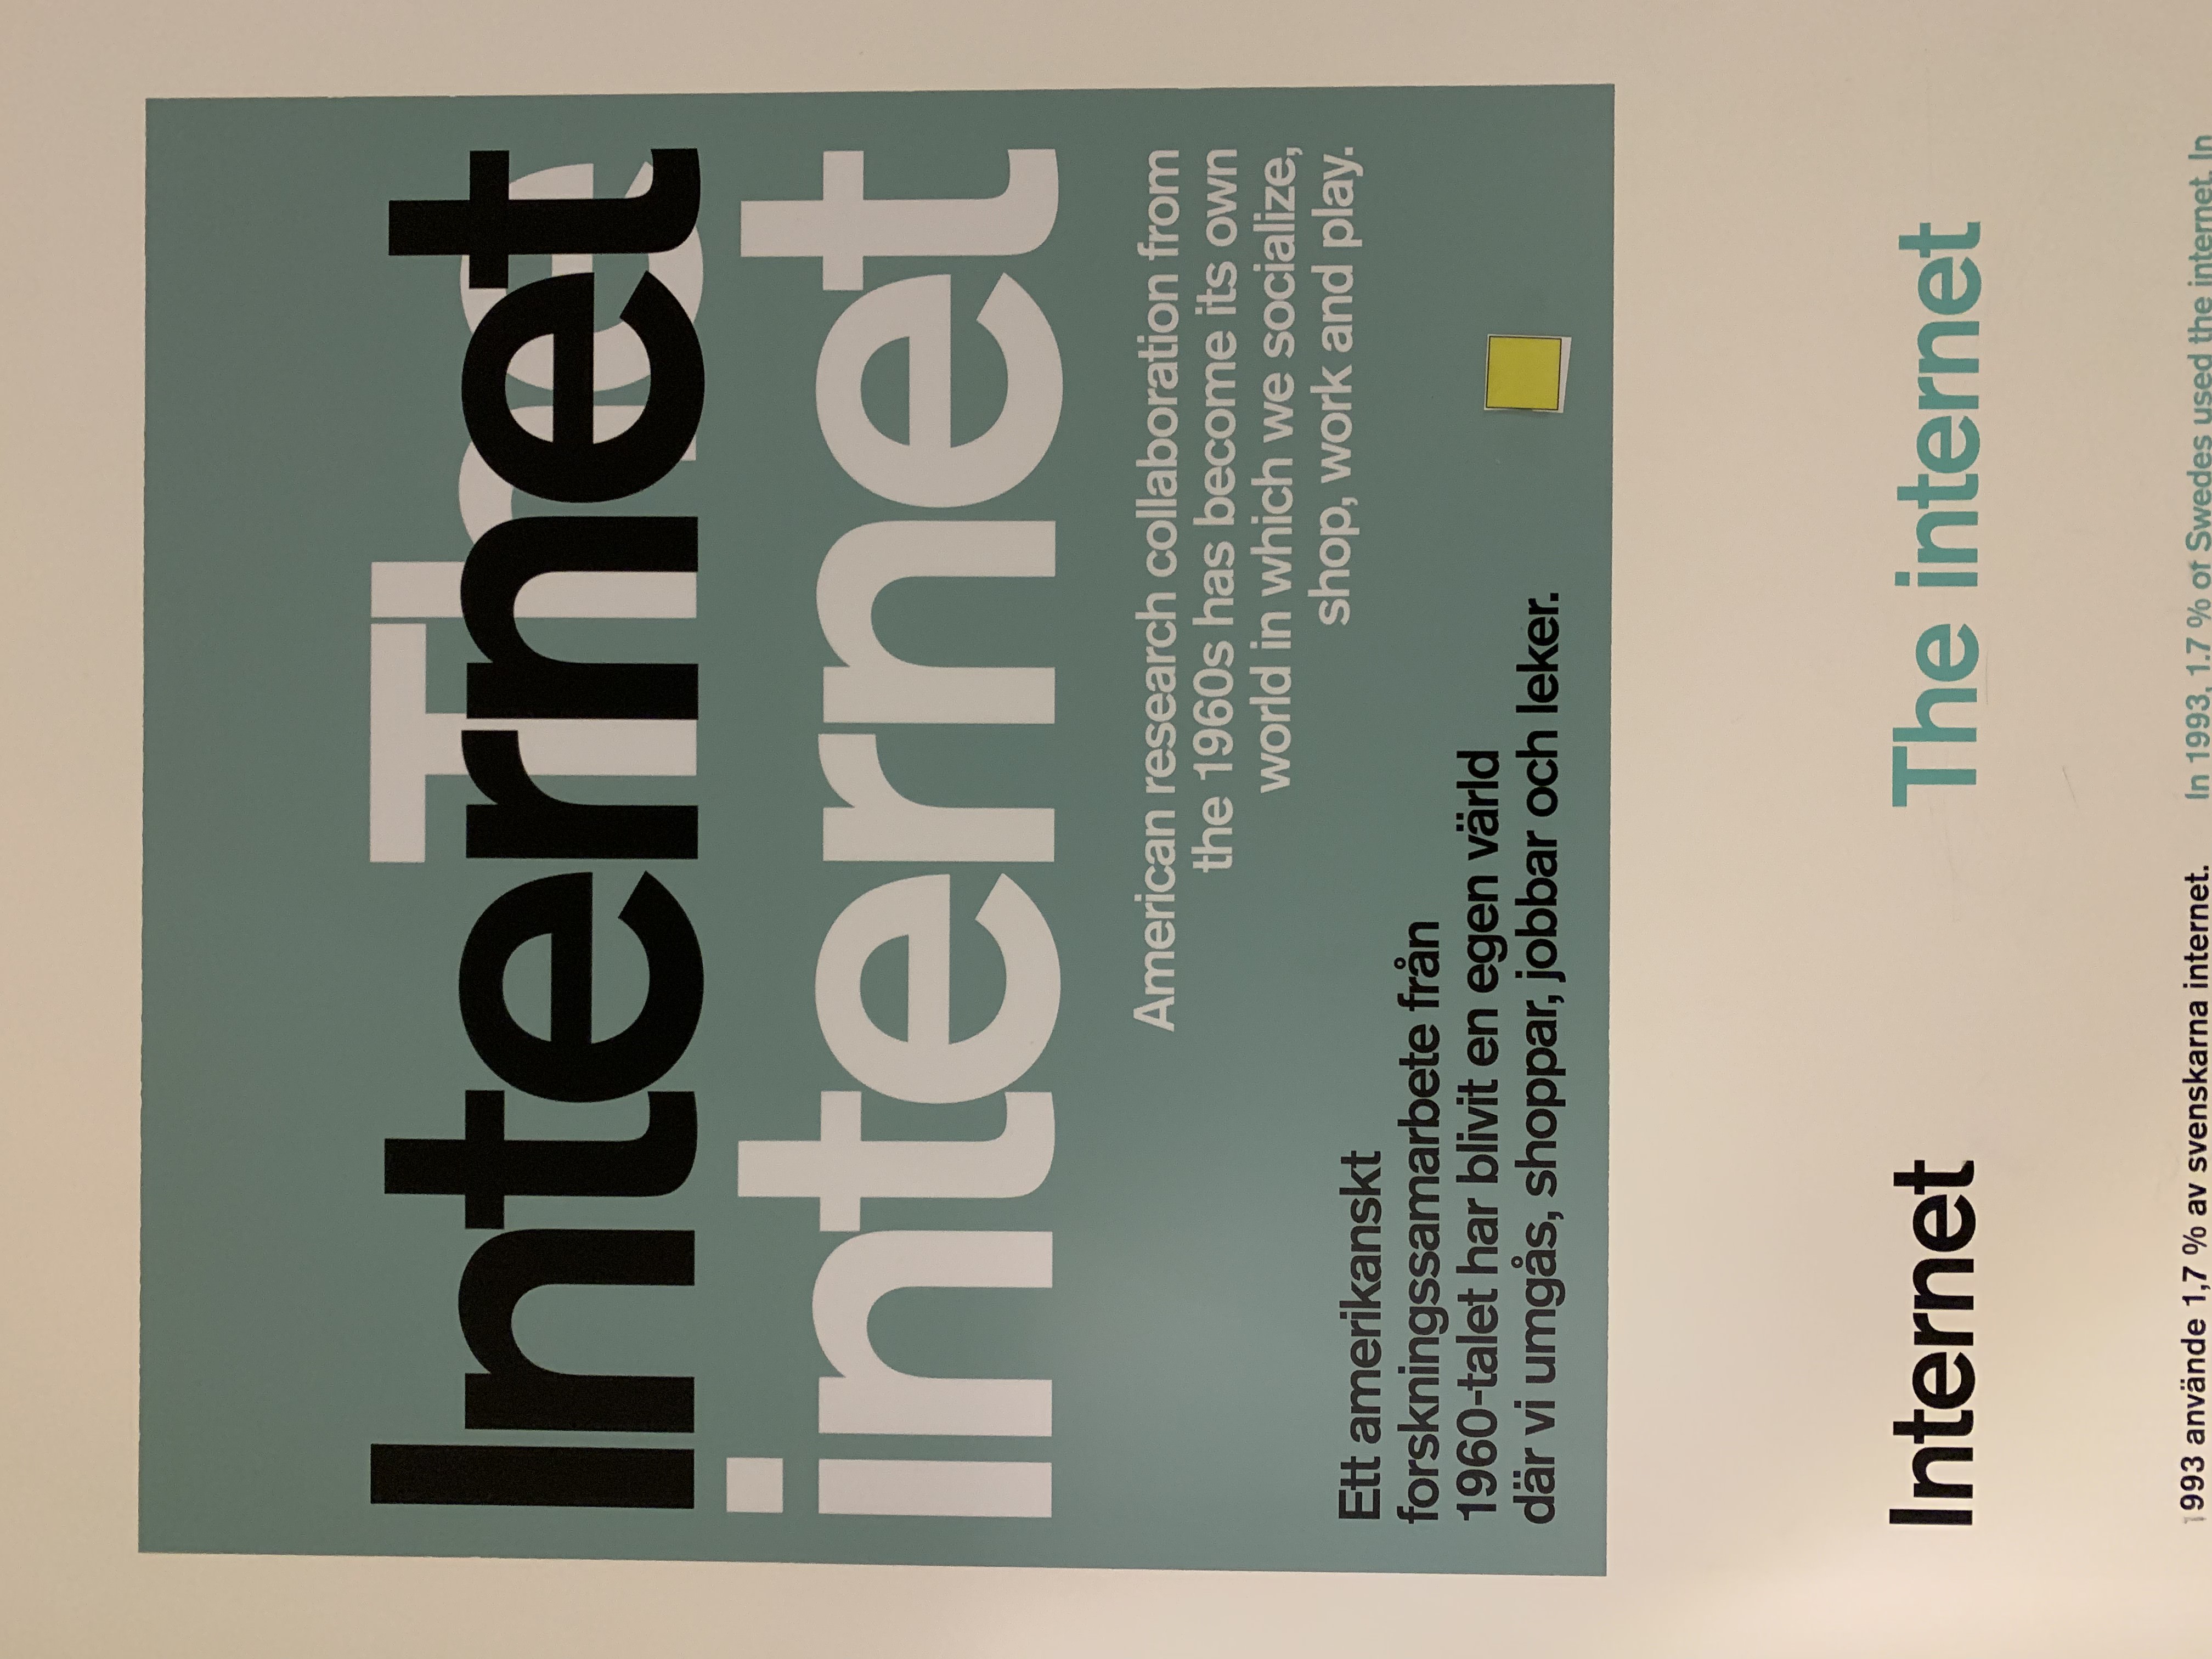 Internet
The
internet
American research collaboration from
the 1960s has become its own
world in which we socialize,
shop, work and play.
Ett amerikanskt
forskningssamarbete från
1960-talet har blivit en egen värld
där vi umgås, shoppar, jobbar och leker.
Internet
1993 använde 1,7 % av svenskarna internet.
The internet
In 1993, 1.7 % of Swedes used the internet. In